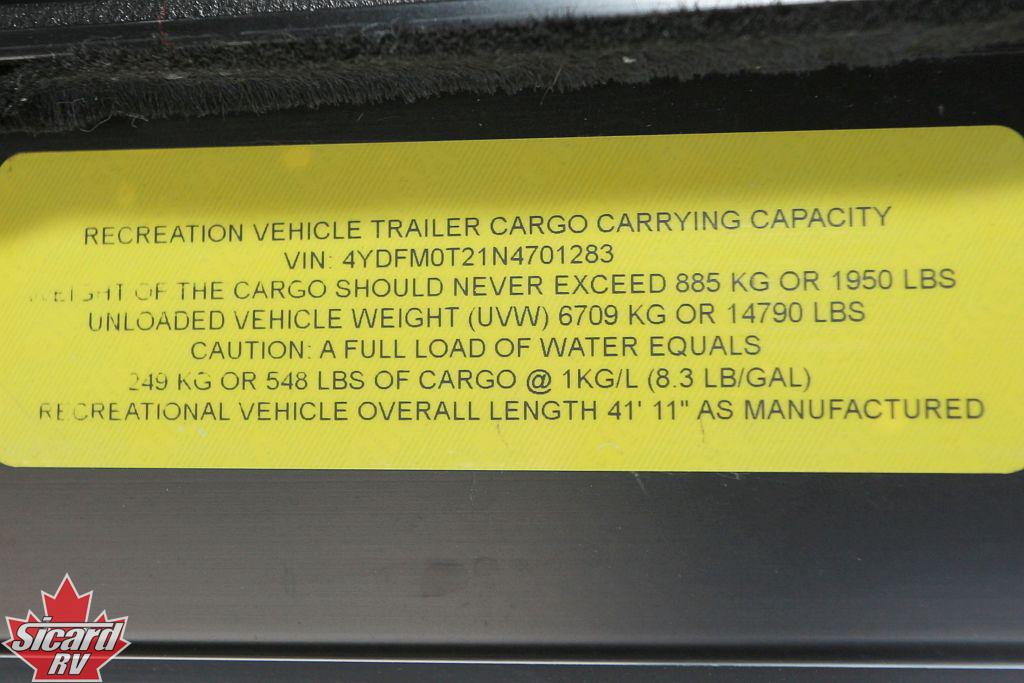 RECREATION VEHICLE TRAILER CARGO CARRYING CAPACITY
VIN: 4YDFM0T21N4701283
WEIGHT OF THE CARGO SHOULD NEVER EXCEED 885 KG OR 1950 LBS
UNLOADED VEHICLE WEIGHT (UVW) 6709 KG OR 14790 LBS
CAUTION: A FULL LOAD OF WATER EQUALS
249 KG OR 548 LBS OF CARGO @ 1KG/L (8.3 LB/GAL)
RECREATIONAL VEHICLE OVERALL LENGTH 41' 11" AS MANUFACTURED
Sicard
RV